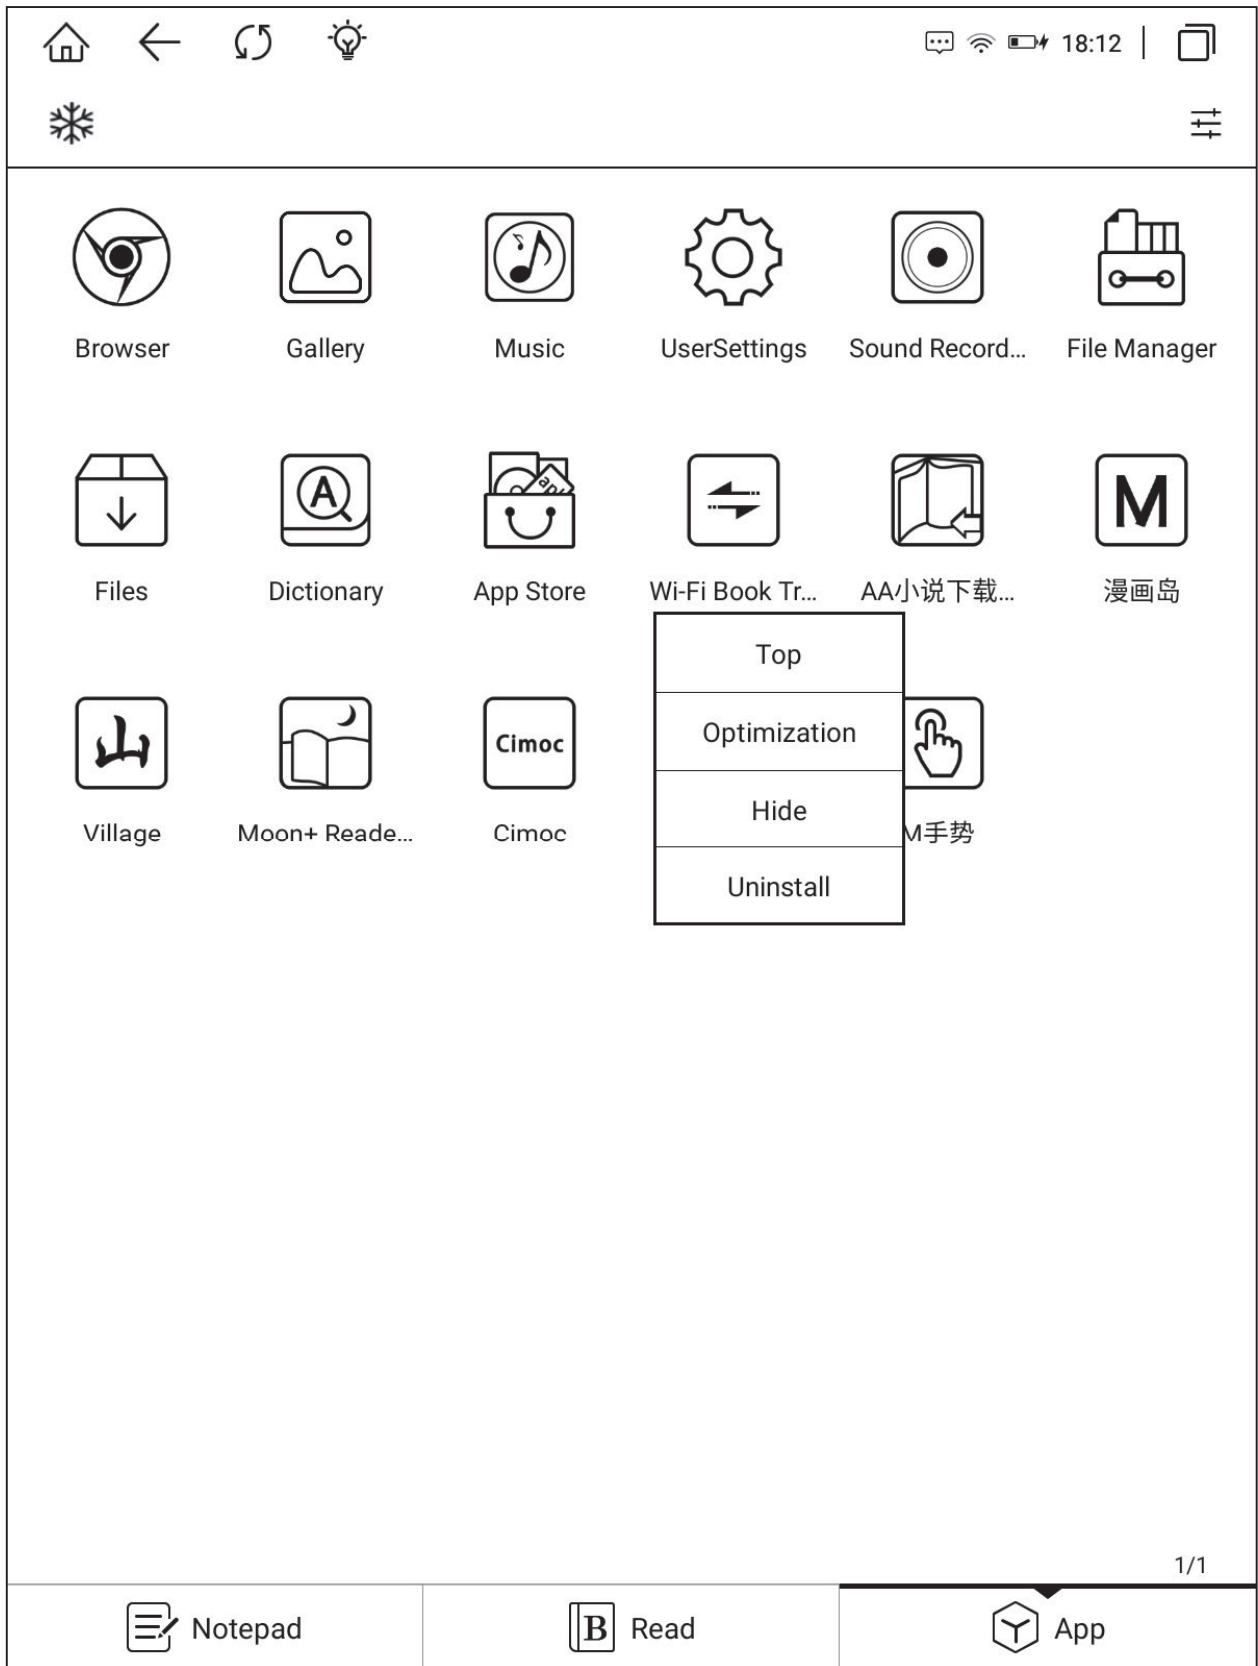 18:12
Browser
Gallery
Music
UserSettings
Sound Record...
File Manager
A
apk
M
Files
Dictionary
App Store
Wi-Fi Book Tr...
AA小说下载...
漫画岛
Top
Optimization
Hide
Uninstall
山
Cimoc
Village
Moon+ Reade...
Cimoc
M手势
1/1
Notepad
B Read
App